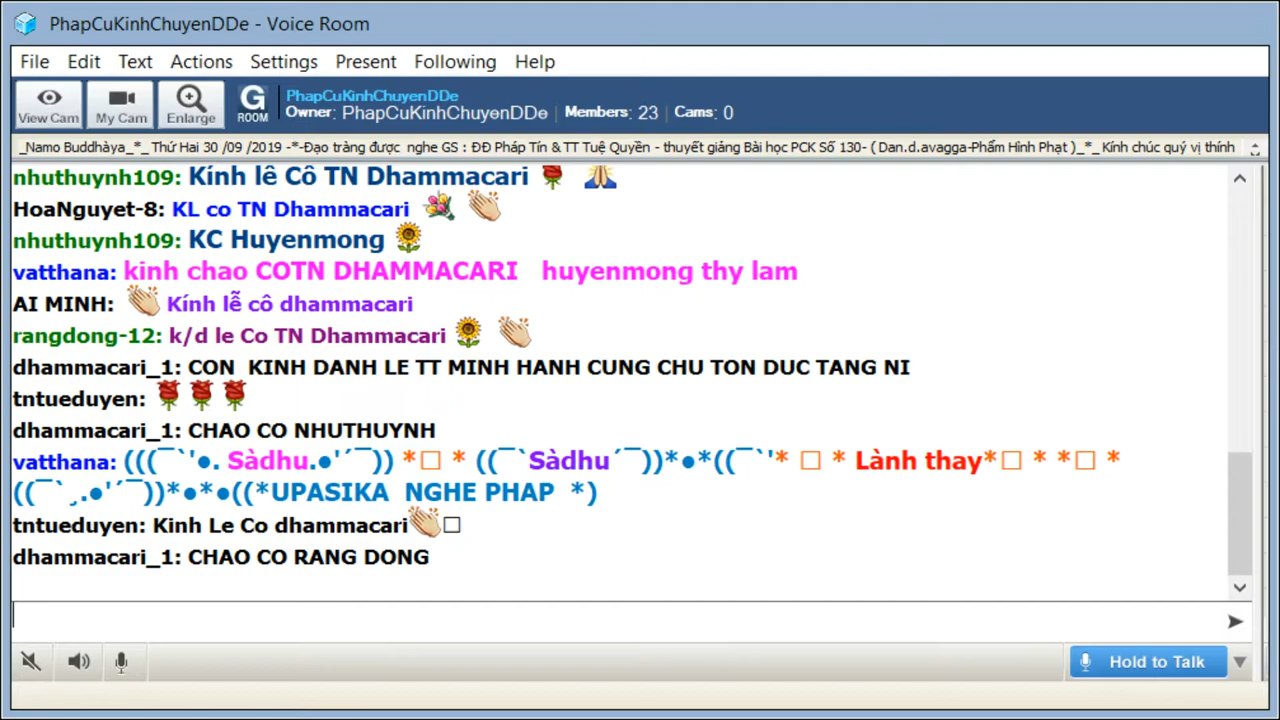 PhapCuKinhChuyenDDe - Voice Room
File Edit Text Actions Settings Present Following Help
View Cam My Cam Enlarge G ROOM PhapCuKinhChuyenDDe
Owner: PhapCuKinhChuyenDDe | Members: 23 | Cams: 0
_Namo Buddhàya_*_ Thứ Hai 30 /09 /2019 -*-Đạo tràng được nghe GS : ĐĐ Pháp Tín & TT Tuệ Quyền - thuyết giảng Bài học PCK Số 130- ( Dan.d.avagga-Phẩm Hình Phạt )_*_ Kính chúc quý vị thính
nhuthuynh109: Kính lê Cô TN Dhammacari 🌹 🙏
HoaNguyet-8: KL co TN Dhammacari 💐 👏
nhuthuynh109: KC Huyenmong 🌻
vatthana: kinh chao COTN DHAMMACARI huyenmong thy lam
AI MINH: 👏 Kính lễ cô dhammacari
rangdong-12: k/d le Co TN Dhammacari 🌻 👏
dhammacari_1: CON KINH DANH LE TT MINH HANH CUNG CHU TON DUC TANG NI
tntueduyen: 🌹🌹🌹
dhammacari_1: CHAO CO NHUTHUYNH
vatthana: (((¯`'●. Sàdhu.●'´¯)) *□ * ((¯`Sàdhu´¯))*●*((¯`'* □ * Lành thay*□ * *□ *
((¯`¸.●'´¯))*●*●((*UPASIKA NGHE PHAP *)
tntueduyen: Kinh Le Co dhammacari👏□
dhammacari_1: CHAO CO RANG DONG
Hold to Talk